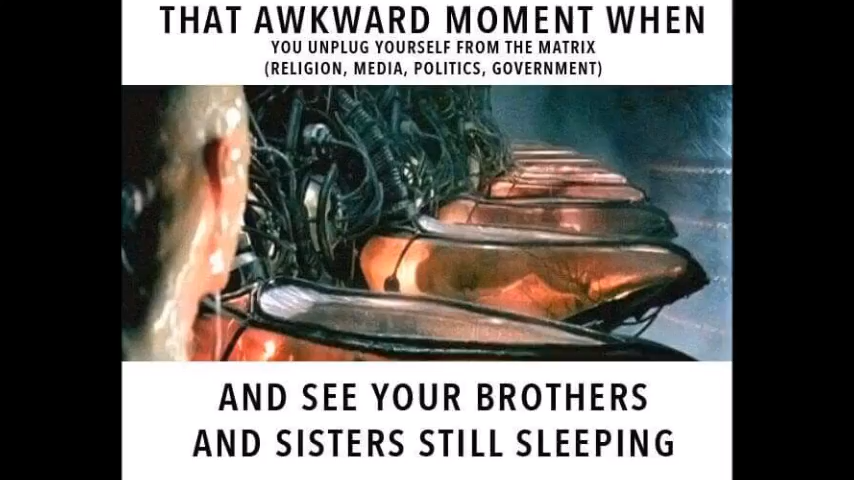 THAT AWKWARD MOMENT WHEN
YOU UNPLUG YOURSELF FROM THE MATRIX
(RELIGION, MEDIA, POLITICS, GOVERNMENT)
AND SEE YOUR BROTHERS
AND SISTERS STILL SLEEPING